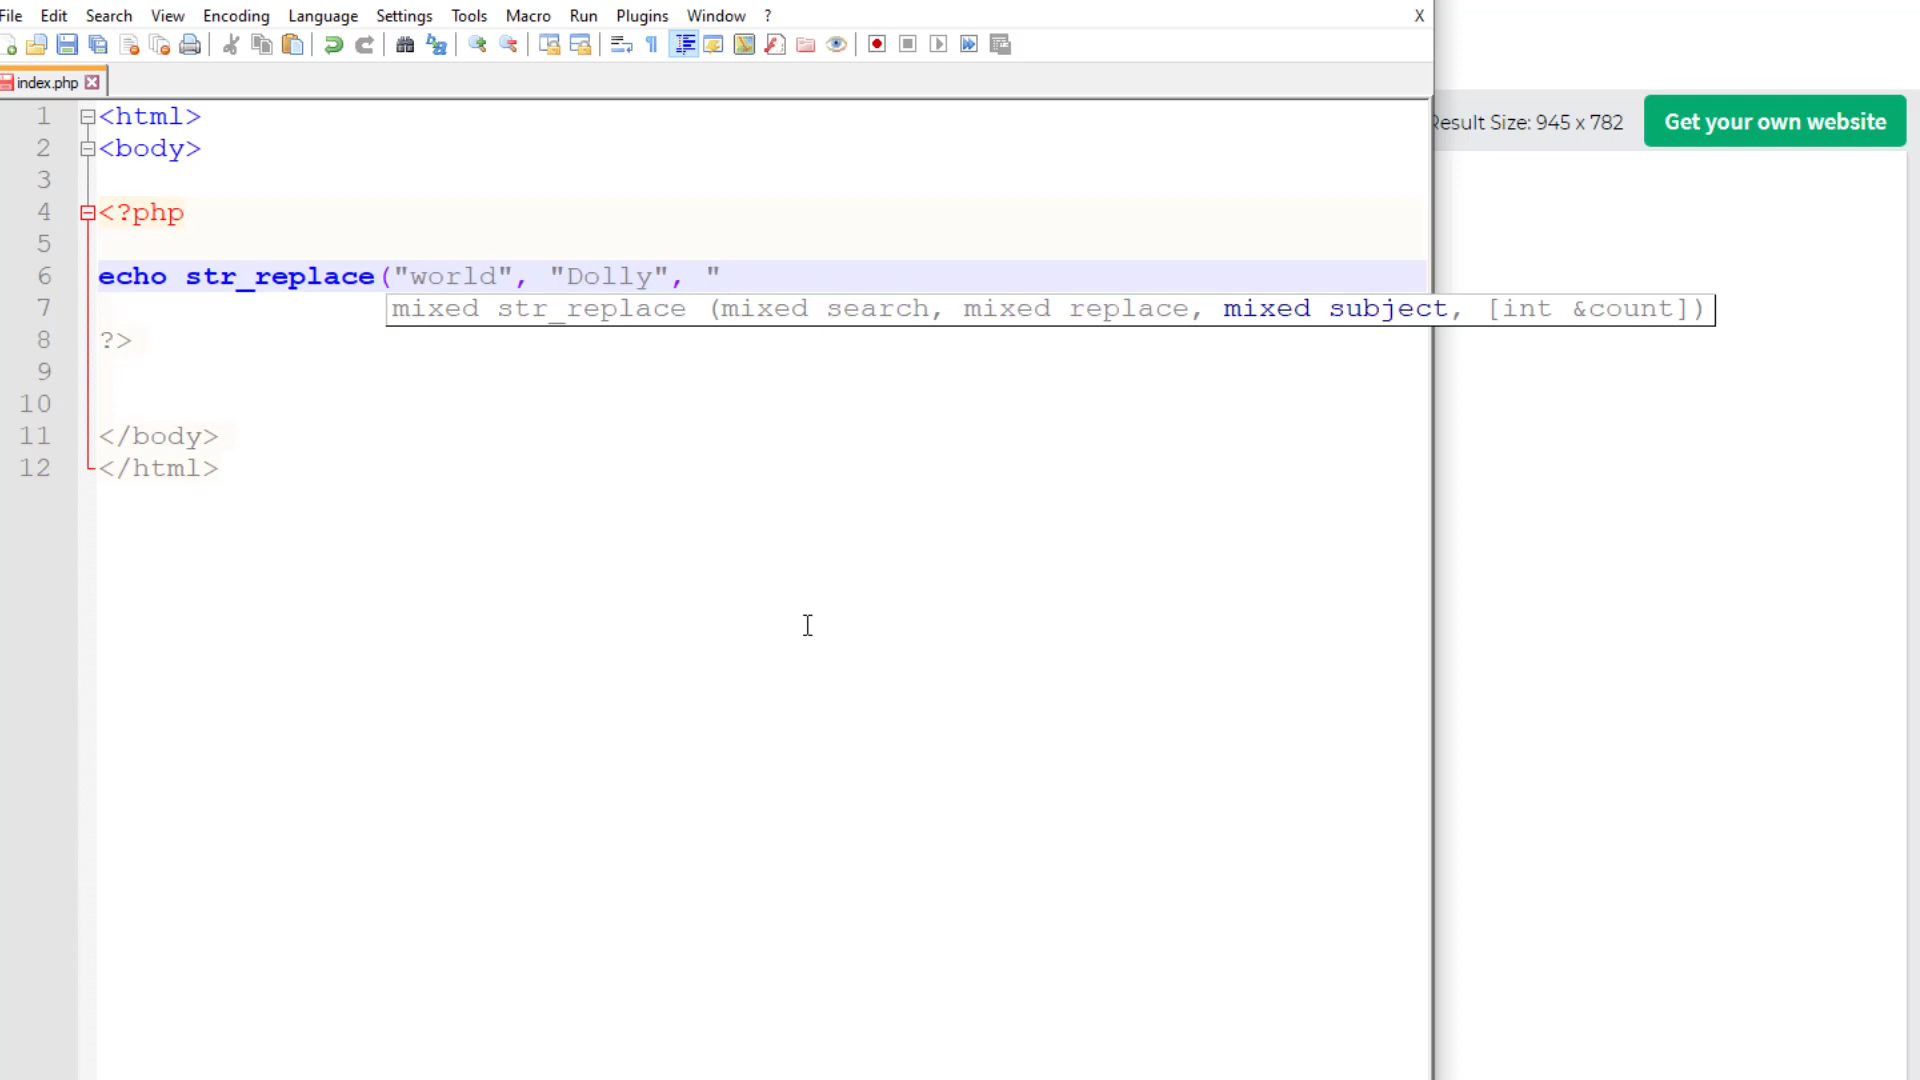 File Edit Search View Encoding Language Settings Tools Macro Run Plugins Window ? X
index.php
1 <html>
2 <body>
3
4 <?php
5
6 echo str_replace("world", "Dolly", "
7 mixed str_replace (mixed search, mixed replace, mixed subject, [int &count])
8 ?>
9
10
11 </body>
12 </html>
Result Size: 945 x 782
Get your own website